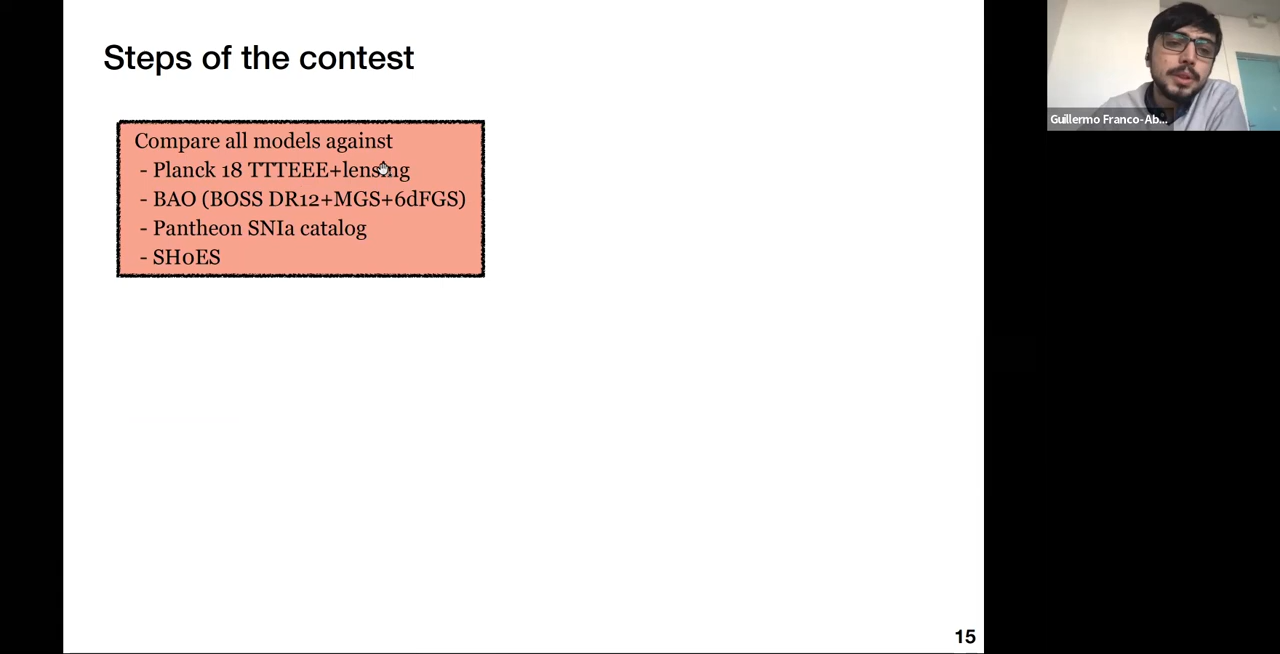 Steps of the contest
Compare all models against
- Planck 18 TTTEEE+lensing
- BAO (BOSS DR12+MGS+6dFGS)
- Pantheon SNIa catalog
- SH0ES
15
Guillermo Franco-Ab...